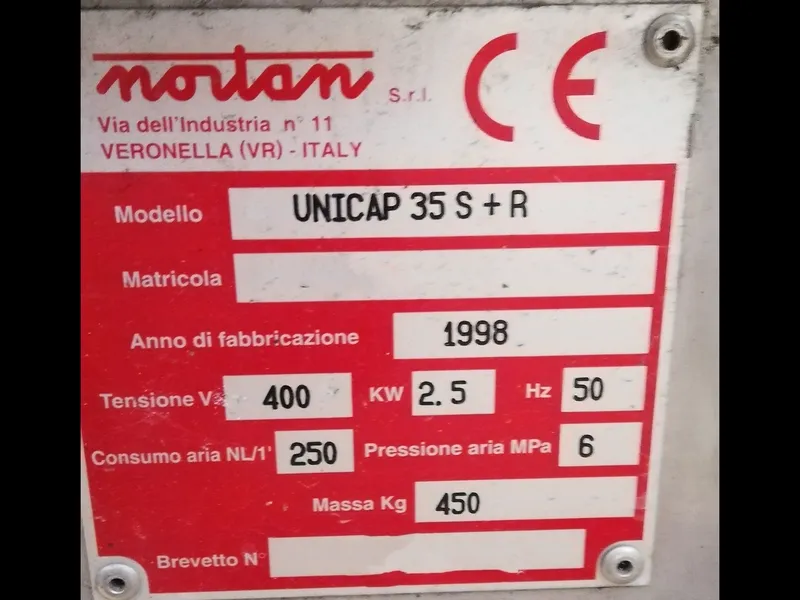 nortan S.r.l. CE
Via dell'Industria n° 11
VERONELLA (VR) - ITALY
Modello UNICAP 35 S + R
Matricola
Anno di fabbricazione 1998
Tensione V~ 400 KW 2.5 Hz 50
Consumo aria NL/1' 250 Pressione aria MPa 6
Massa Kg 450
Brevetto N°